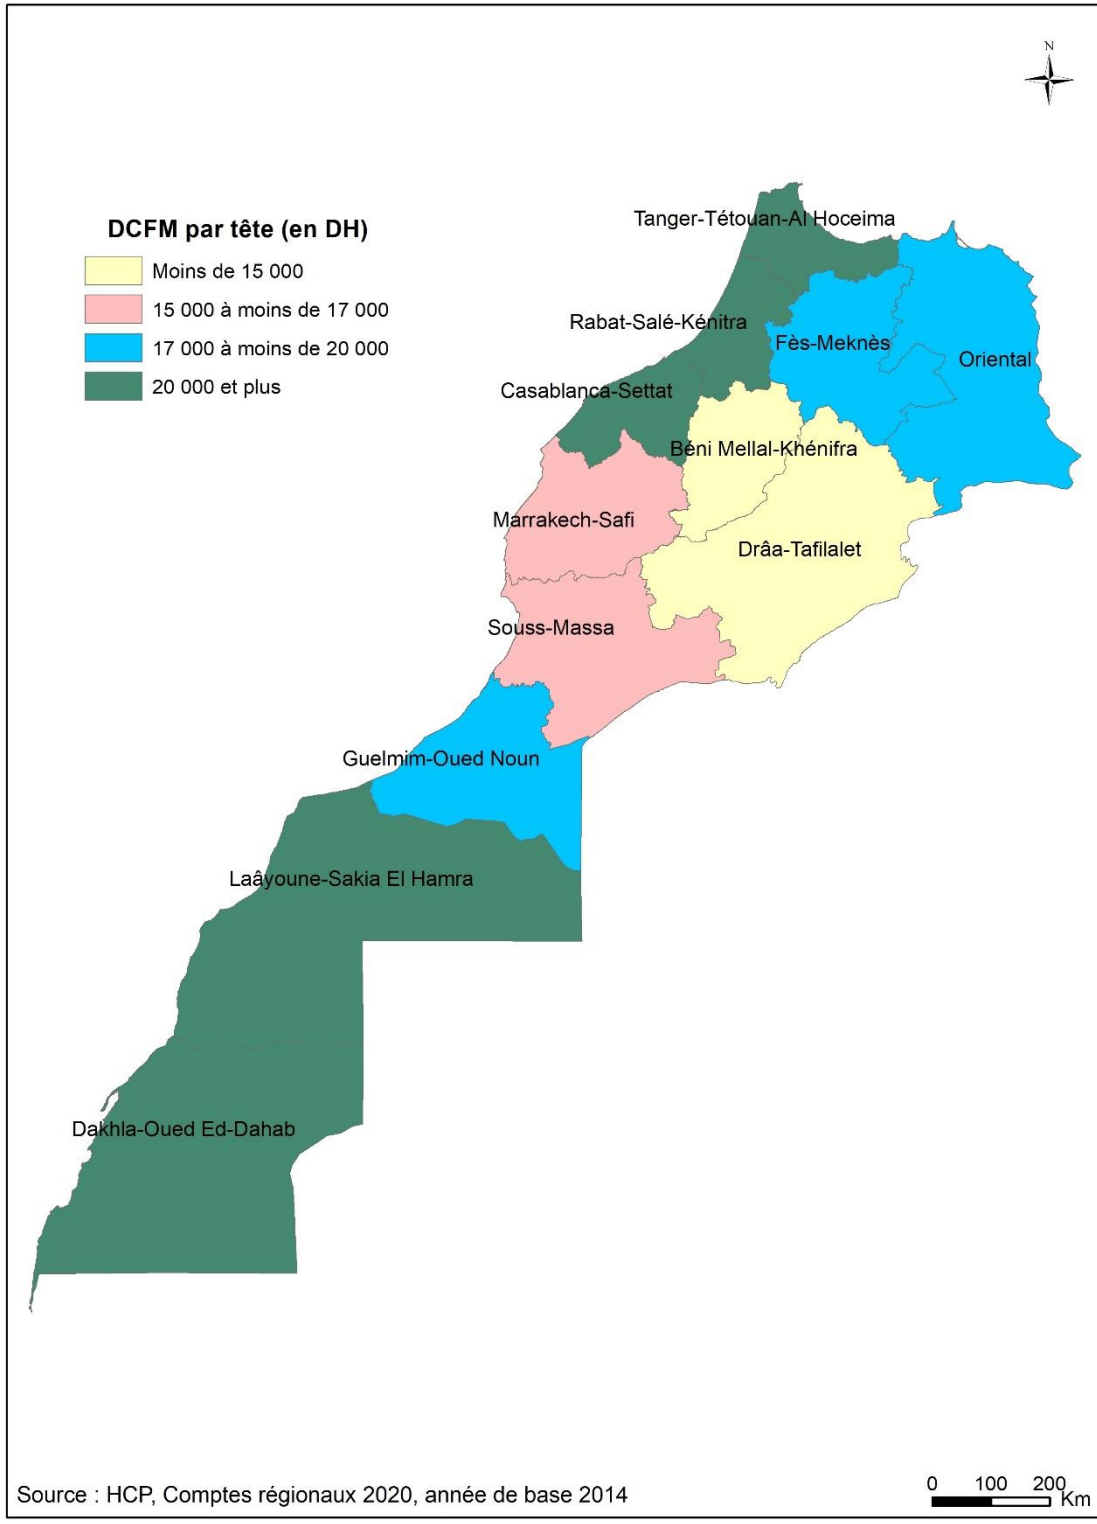 N
DCFM par tête (en DH)
Moins de 15 000
15 000 à moins de 17 000
17 000 à moins de 20 000
20 000 et plus
Tanger-Tétouan-Al Hoceima
Rabat-Salé-Kénitra
Fès-Meknès
Oriental
Casablanca-Settat
Béni Mellal-Khénifra
Marrakech-Safi
Drâa-Tafilalet
Souss-Massa
Guelmim-Oued Noun
Laâyoune-Sakia El Hamra
Dakhla-Oued Ed-Dahab
Source : HCP, Comptes régionaux 2020, année de base 2014
0 100 200
Km